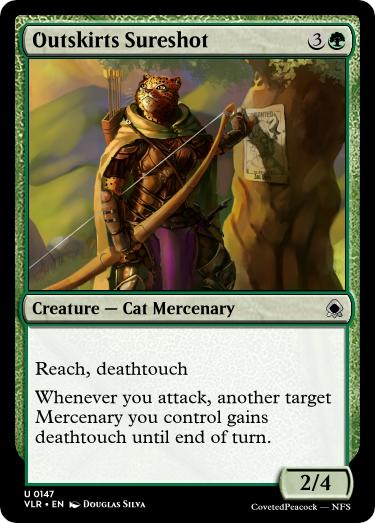 Outskirts Sureshot 3
WANTED
Creature — Cat Mercenary
Reach, deathtouch
Whenever you attack, another target
Mercenary you control gains
deathtouch until end of turn.
2/4
U 0147
VLR • EN Douglas Silva
CovetedPeacock — NFS